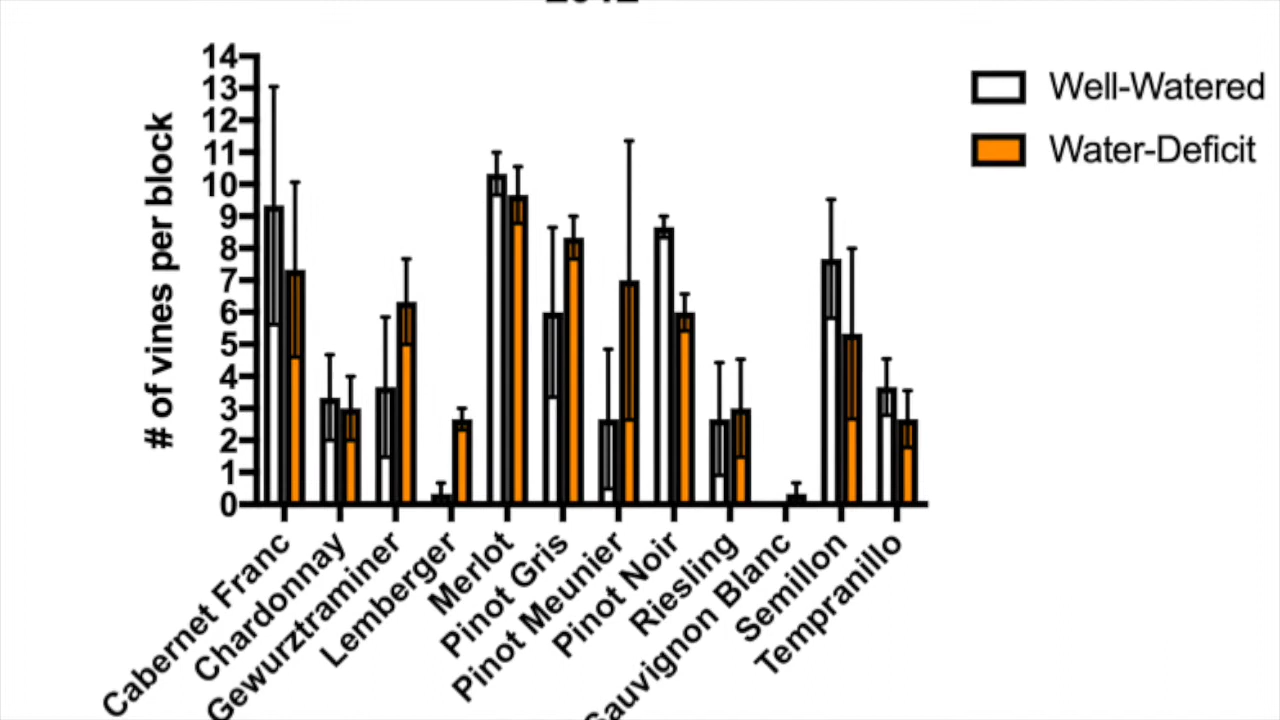 14
13
12
11
10
9
8
7
6
5
4
3
2
1
0
# of vines per block
Well-Watered
Water-Deficit
Cabernet Franc
Chardonnay
Gewurztraminer
Lemberger
Merlot
Pinot Gris
Pinot Meunier
Pinot Noir
Riesling
Sauvignon Blanc
Semillon
Tempranillo